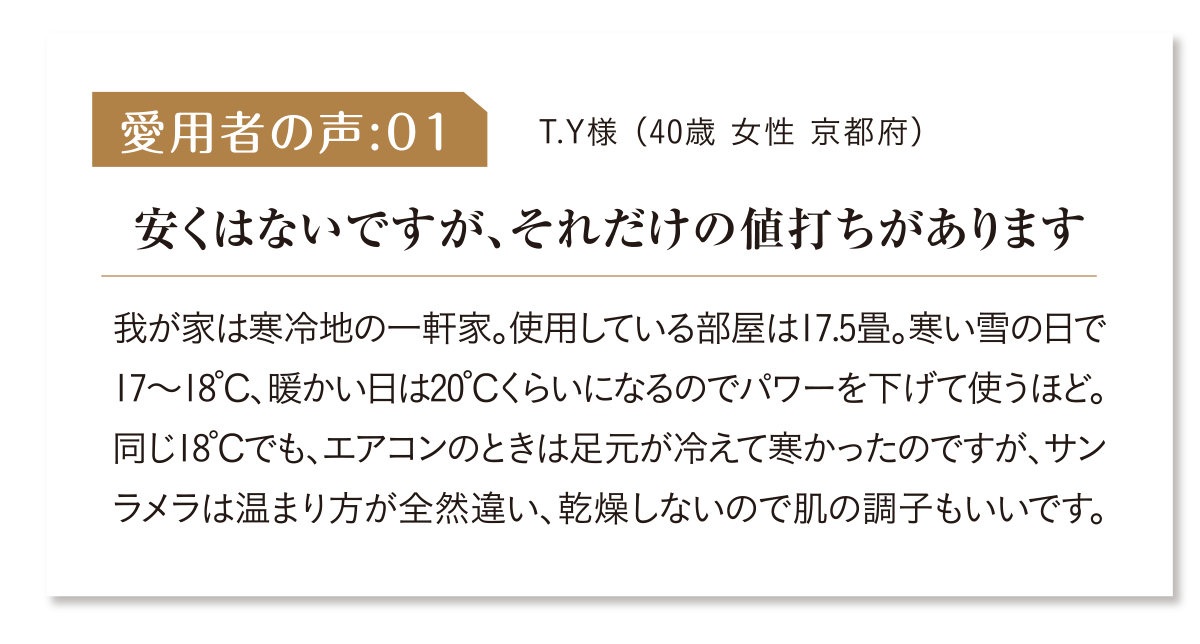 愛用者の声:01
T.Y様（40歳 女性 京都府）
安くはないですが、それだけの値打ちがあります
我が家は寒冷地の一軒家。使用している部屋は17.5畳。寒い雪の日で
17〜18℃、暖かい日は20℃くらいになるのでパワーを下げて使うほど。
同じ18℃でも、エアコンのときは足元が冷えて寒かったのですが、サン
ラメラは温まり方が全然違い、乾燥しないので肌の調子もいいです。